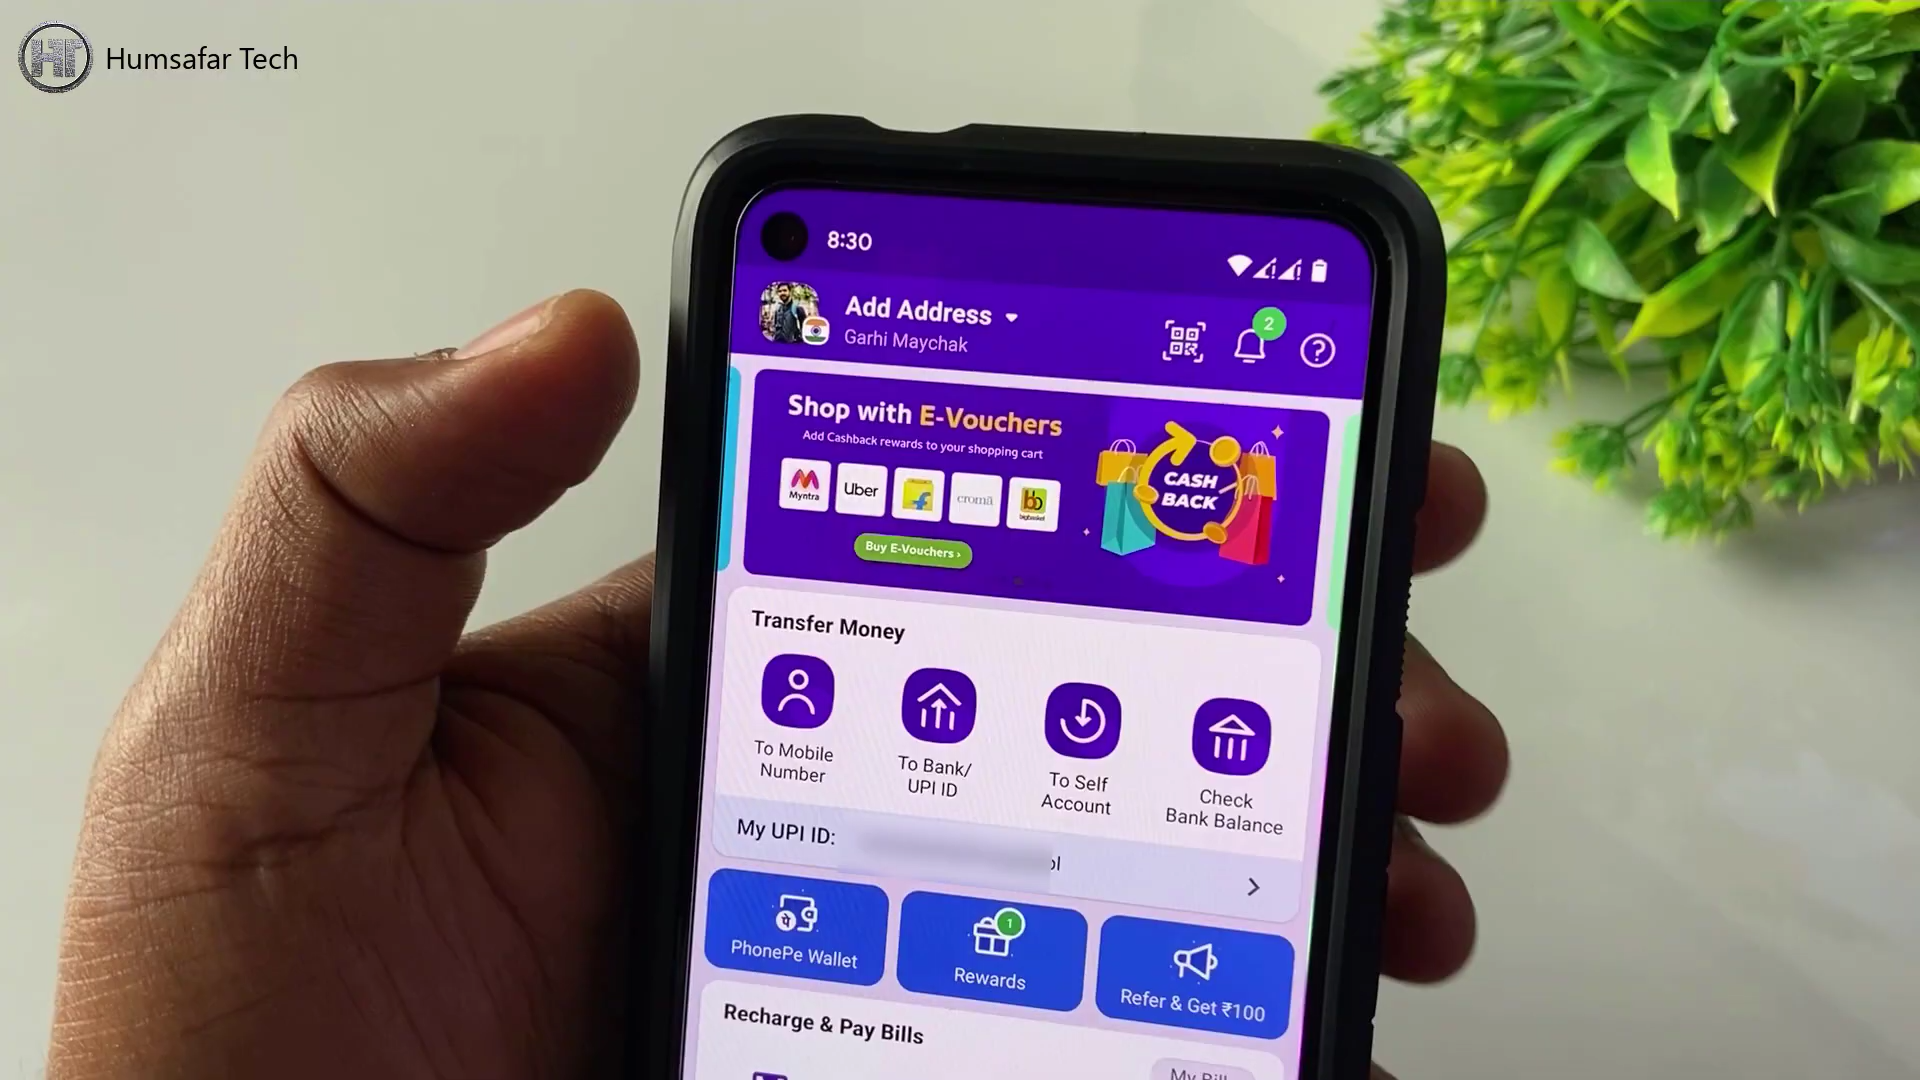 HT Humsafar Tech
8:30
Add Address
Garhi Maychak
2
Shop with E-Vouchers
Add Cashback rewards to your shopping cart
Myntra
Uber
croma
bb
bigbasket
CASH
BACK
Buy E-Vouchers ›
Transfer Money
To Mobile
Number
To Bank/
UPI ID
To Self
Account
Check
Bank Balance
My UPI ID:
पे
PhonePe Wallet
1
Rewards
Refer & Get ₹100
Recharge & Pay Bills